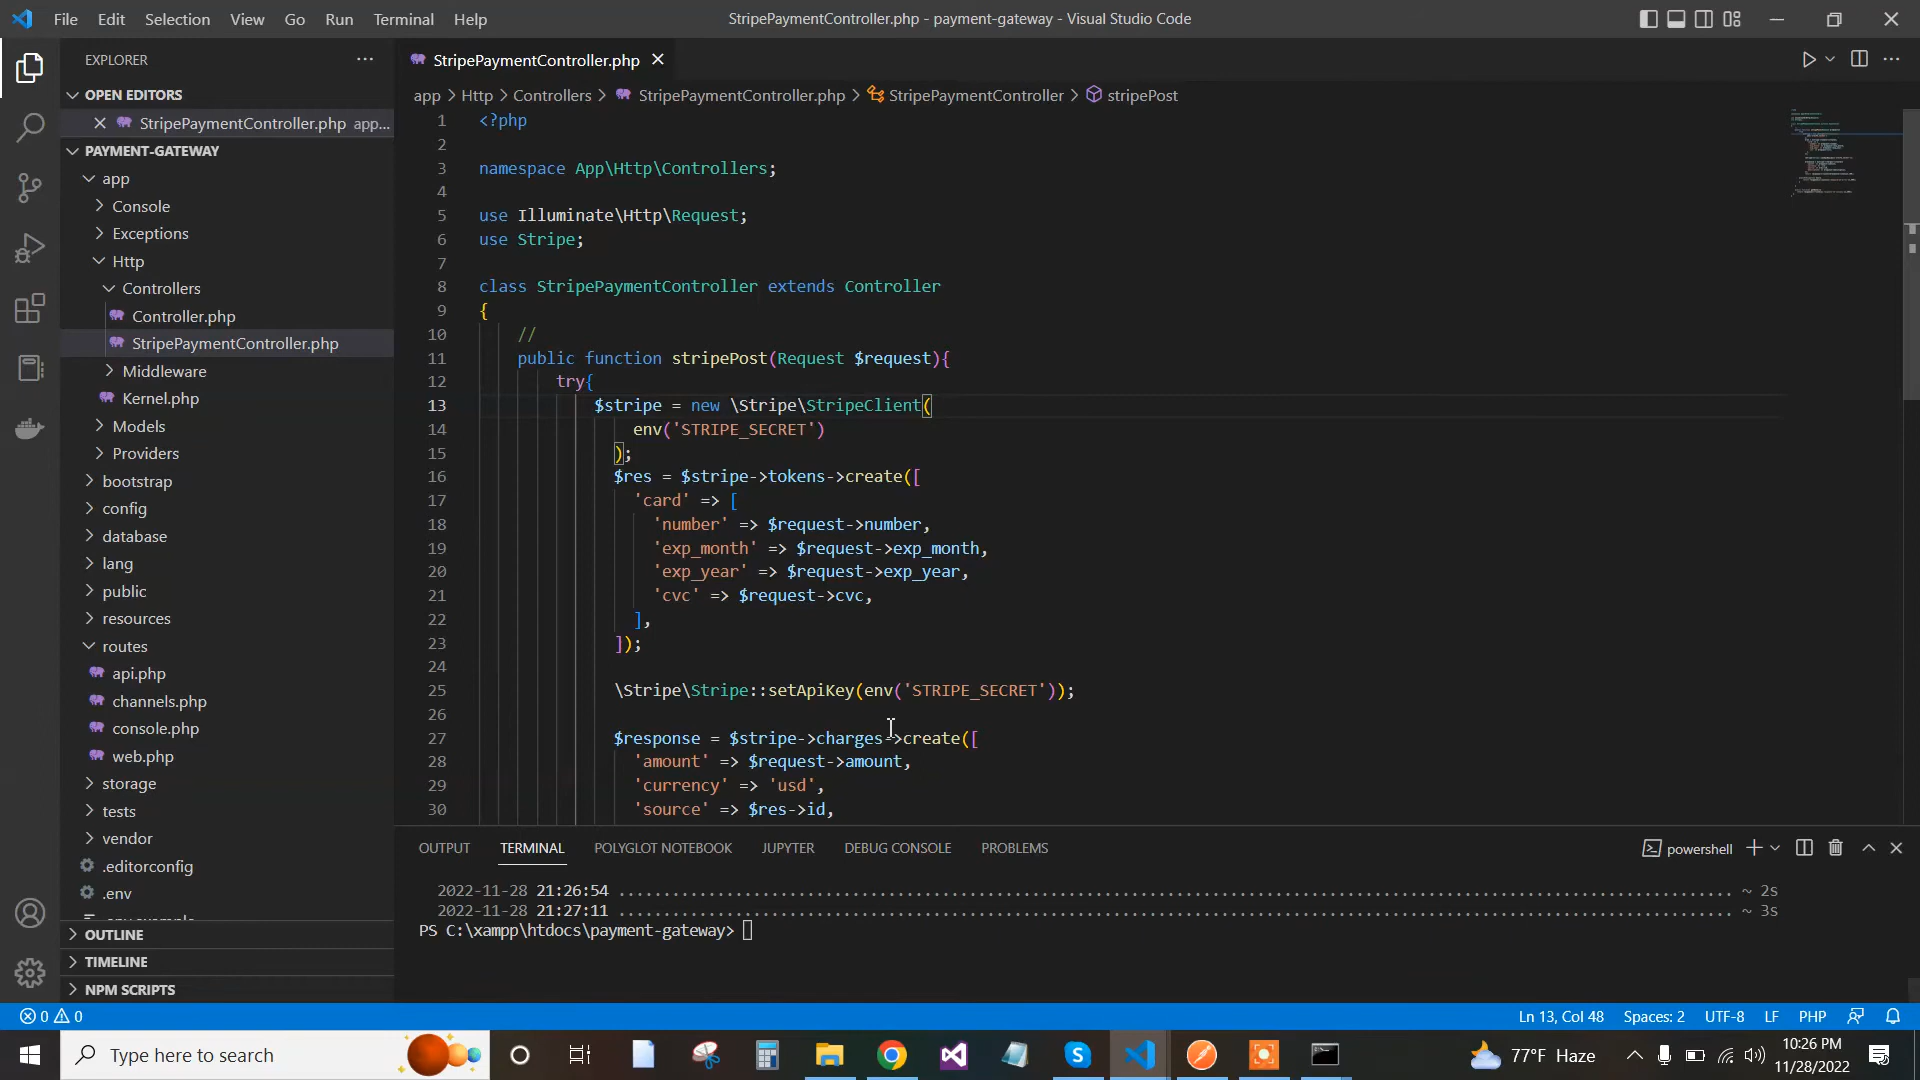 File Edit Selection View Go Run Terminal Help
StripePaymentController.php - payment-gateway - Visual Studio Code
EXPLORER
OPEN EDITORS
StripePaymentController.php app...
PAYMENT-GATEWAY
app
Console
Exceptions
Http
Controllers
Controller.php
StripePaymentController.php
Middleware
Kernel.php
Models
Providers
bootstrap
config
database
lang
public
resources
routes
api.php
channels.php
console.php
web.php
storage
tests
vendor
.editorconfig
.env
OUTLINE
TIMELINE
NPM SCRIPTS
StripePaymentController.php
app > Http > Controllers > StripePaymentController.php > StripePaymentController > stripePost
1 <?php
2
3 namespace App\Http\Controllers;
4
5 use Illuminate\Http\Request;
6 use Stripe;
7
8 class StripePaymentController extends Controller
9 {
10 //
11 public function stripePost(Request $request){
12 try{
13 $stripe = new \Stripe\StripeClient(
14 env('STRIPE_SECRET')
15 );
16 $res = $stripe->tokens->create([
17 'card' => [
18 'number' => $request->number,
19 'exp_month' => $request->exp_month,
20 'exp_year' => $request->exp_year,
21 'cvc' => $request->cvc,
22 ],
23 ]);
24
25 \Stripe\Stripe::setApiKey(env('STRIPE_SECRET'));
26
27 $response = $stripe->charges->create([
28 'amount' => $request->amount,
29 'currency' => 'usd',
30 'source' => $res->id,
OUTPUT TERMINAL POLYGLOT NOTEBOOK JUPYTER DEBUG CONSOLE PROBLEMS
powershell
2022-11-28 21:26:54 ........................................ ~ 2s
2022-11-28 21:27:11 ........................................ ~ 3s
PS C:\xampp\htdocs\payment-gateway>
0 0
Ln 13, Col 48 Spaces: 2 UTF-8 LF PHP
Type here to search
77°F Haze
10:26 PM
11/28/2022